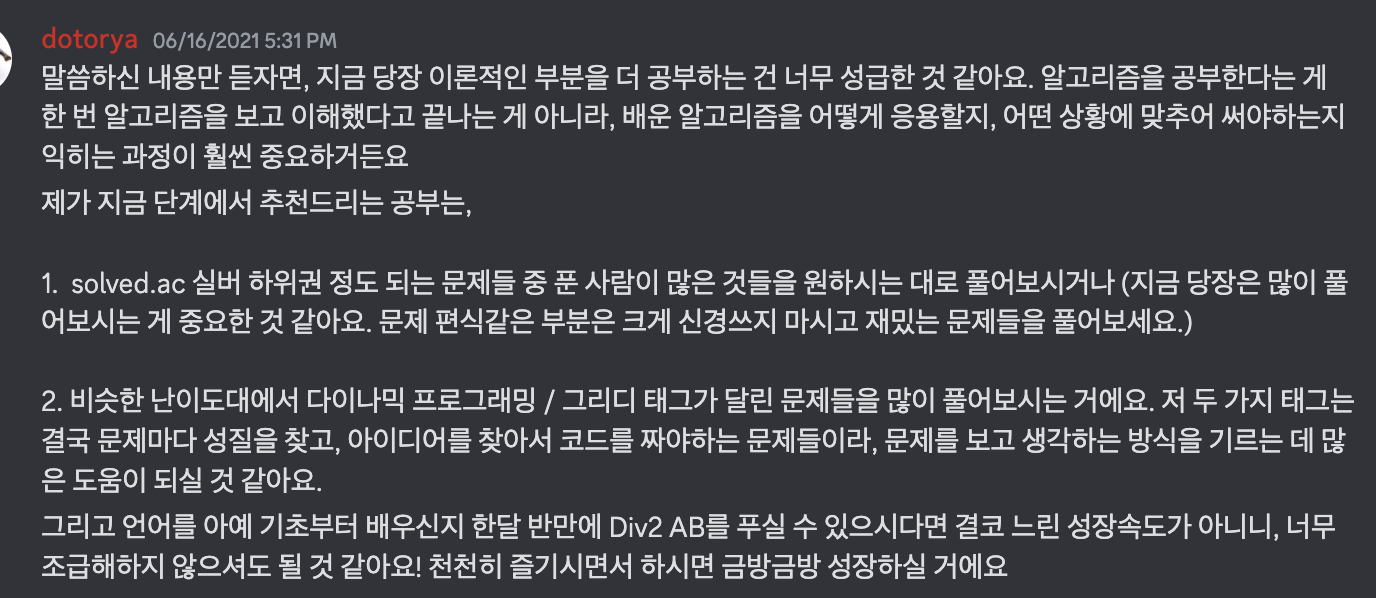 dotorya 06/16/2021 5:31 PM
말씀하신 내용만 듣자면, 지금 당장 이론적인 부분을 더 공부하는 건 너무 성급한 것 같아요. 알고리즘을 공부한다는 게
한 번 알고리즘을 보고 이해했다고 끝나는 게 아니라, 배운 알고리즘을 어떻게 응용할지, 어떤 상황에 맞추어 써야하는지
익히는 과정이 훨씬 중요하거든요
제가 지금 단계에서 추천드리는 공부는,
1. solved.ac 실버 하위권 정도 되는 문제들 중 푼 사람이 많은 것들을 원하시는 대로 풀어보시거나 (지금 당장은 많이 풀
어보시는 게 중요한 것 같아요. 문제 편식같은 부분은 크게 신경쓰지 마시고 재밌는 문제들을 풀어보세요.)
2. 비슷한 난이도대에서 다이나믹 프로그래밍 / 그리디 태그가 달린 문제들을 많이 풀어보시는 거에요. 저 두 가지 태그는
결국 문제마다 성질을 찾고, 아이디어를 찾아서 코드를 짜야하는 문제들이라, 문제를 보고 생각하는 방식을 기르는 데 많
은 도움이 되실 것 같아요.
그리고 언어를 아예 기초부터 배우신지 한달 반만에 Div2 AB를 푸실 수 있으시다면 결코 느린 성장속도가 아니니, 너무
조급해하지 않으셔도 될 것 같아요! 천천히 즐기시면서 하시면 금방금방 성장하실 거에요